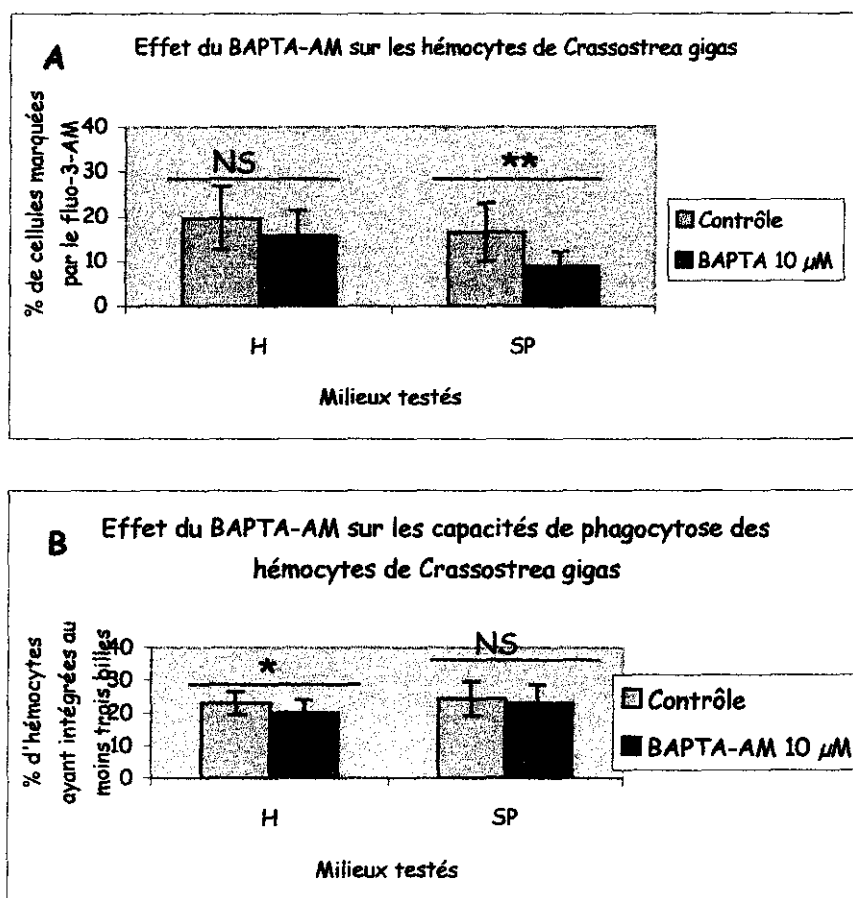 A Effet du BAPTA-AM sur les hémocytes de Crassostrea gigas
% de cellules marquées
par le fluo-3-AM
40
30
20
10
0
NS
**
H
SP
Milieux testés
Contrôle
BAPTA 10 µM
B Effet du BAPTA-AM sur les capacités de phagocytose des
hémocytes de Crassostrea gigas
% d'hémocytes
ayant intégrées au
moins trois billes
40
30
20
10
0
*
NS
H
SP
Milieux testés
Contrôle
BAPTA-AM 10 µM